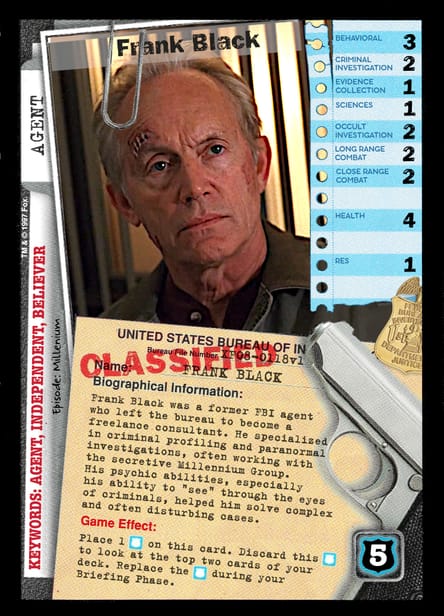 Frank Black
AGENT
TM & © 1997 Fox.
KEYWORDS: AGENT, INDEPENDENT, BELIEVER
Episode: Millenium
BEHAVIORAL 3
CRIMINAL
INVESTIGATION 2
EVIDENCE
COLLECTION 1
SCIENCES 1
OCCULT
INVESTIGATION 2
LONG RANGE
COMBAT 2
CLOSE RANGE
COMBAT 2
HEALTH 4
RES 1
UNITED STATES BUREAU OF IN
Bureau File Number XF08-0118v1
CLASSIFIED
Name: FRANK BLACK
Biographical Information:
Frank Black was a former FBI agent
who left the bureau to become a
freelance consultant. He specialised
in criminal profiling and paranormal
investigations, often working with
the secretive Millennium Group.
His psychic abilities, especially
his ability to "see" through the eyes
of criminals, helped him solve complex
and often disturbing cases.
Game Effect:
Place 1 on this card. Discard this
to look at the top two cards of your
deck. Replace the during your
Briefing Phase.
5